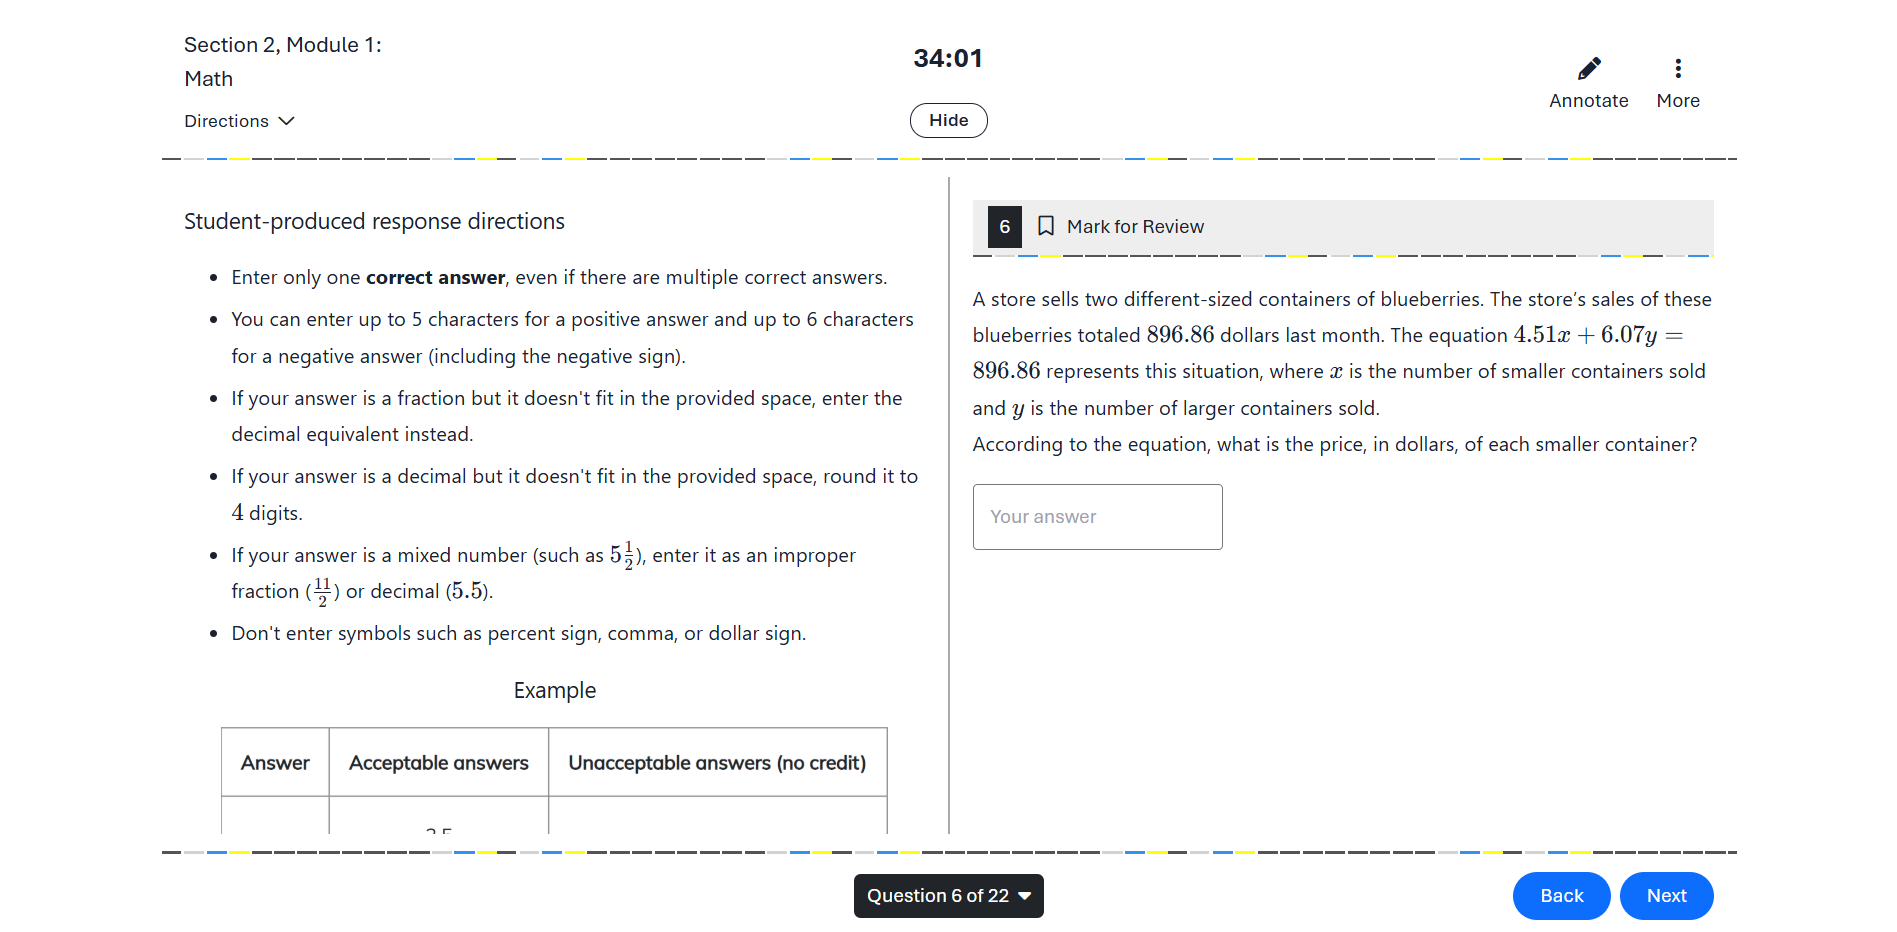 Section 2, Module 1:
Math
Directions
34:01
Hide
Annotate
More
Student-produced response directions
Enter only one correct answer, even if there are multiple correct answers.
You can enter up to 5 characters for a positive answer and up to 6 characters
for a negative answer (including the negative sign).
If your answer is a fraction but it doesn't fit in the provided space, enter the
decimal equivalent instead.
If your answer is a decimal but it doesn't fit in the provided space, round it to
4 digits.
If your answer is a mixed number (such as 5 1/2), enter it as an improper
fraction (11/2) or decimal (5.5).
Don't enter symbols such as percent sign, comma, or dollar sign.
Example
Answer Acceptable answers Unacceptable answers (no credit)
6 Mark for Review
A store sells two different-sized containers of blueberries. The store’s sales of these
blueberries totaled 896.86 dollars last month. The equation 4.51x + 6.07y =
896.86 represents this situation, where x is the number of smaller containers sold
and y is the number of larger containers sold.
According to the equation, what is the price, in dollars, of each smaller container?
Your answer
Question 6 of 22
Back
Next